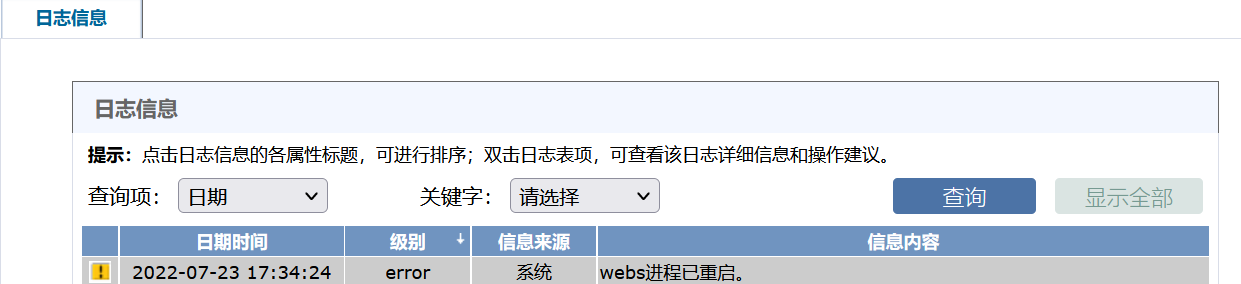 日志信息
日志信息
提示：点击日志信息的各属性标题，可进行排序；双击日志表项，可查看该日志详细信息和操作建议。
查询项： 日期 关键字： 请选择 查询 显示全部
日期时间 级别 信息来源 信息内容
2022-07-23 17:34:24 error 系统 webs进程已重启。